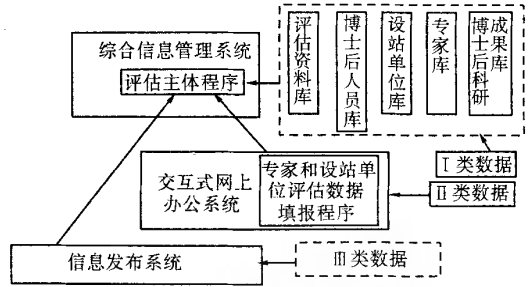 综合信息管理系统
评估主体程序
评估资料库
博士后人员库
设站单位库
专家库
博士后科研
成果库
I类数据
交互式网上
办公系统
专家和设站单
位评估数据
填报程序
II类数据
信息发布系统
III类数据